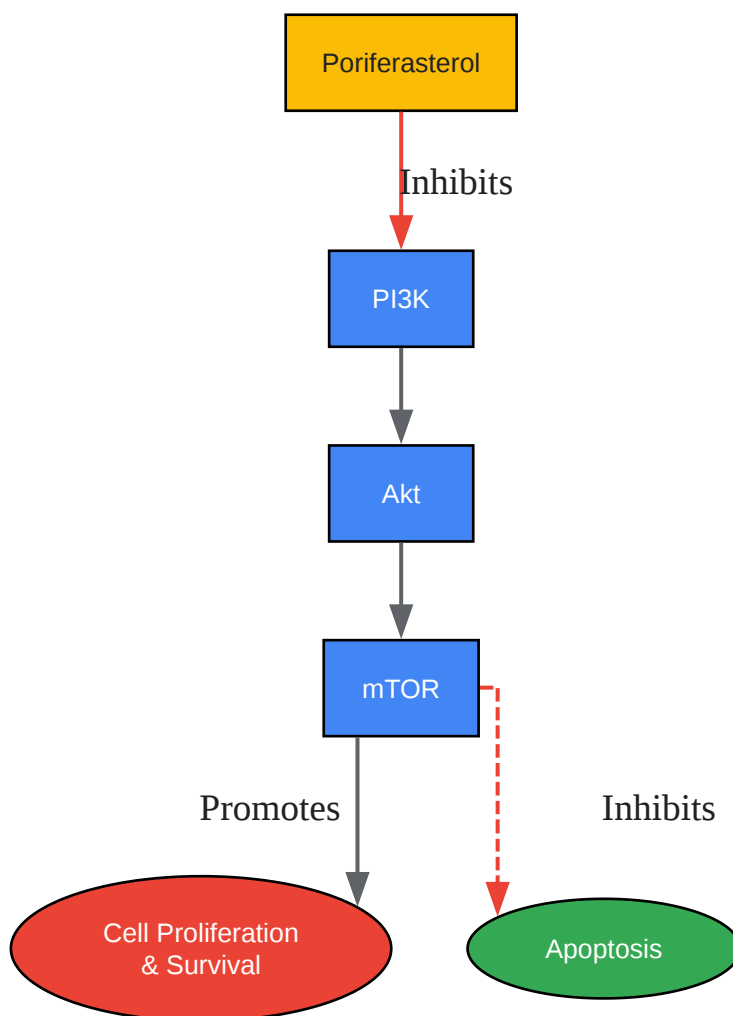 Poriferasterol
Inhibits
PI3K
Akt
mTOR
Promotes
Inhibits
Cell Proliferation
& Survival
Apoptosis